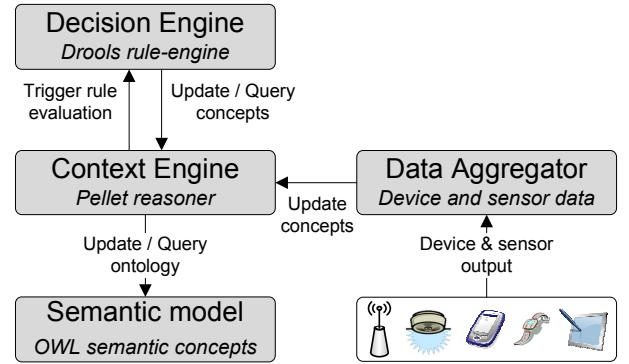 Decision Engine
Drools rule-engine
Trigger rule
evaluation
Update / Query
concepts
Context Engine
Pellet reasoner
Data Aggregator
Device and sensor data
Update
concepts
Update / Query
ontology
Device & sensor
output
Semantic model
OWL semantic concepts